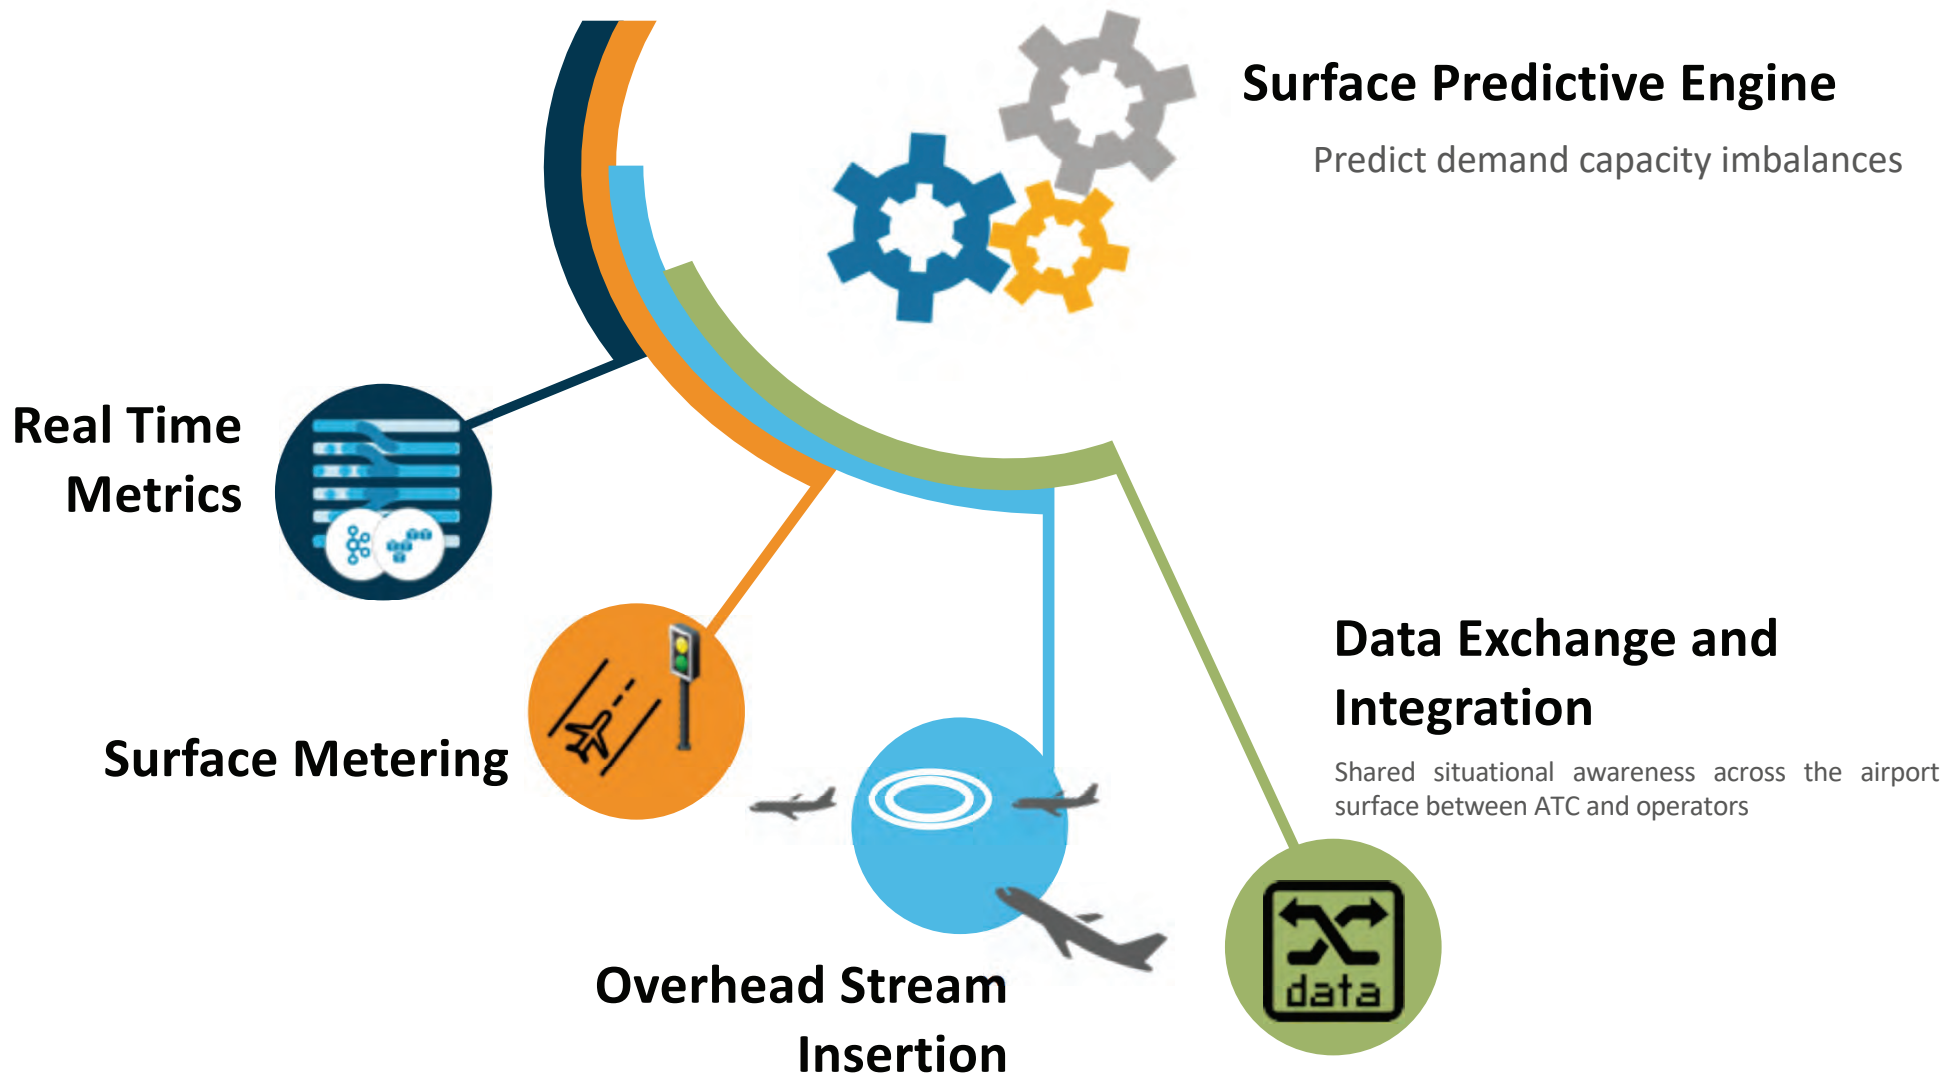 Surface Predictive Engine
Predict demand capacity imbalances
Real Time
Metrics
Surface Metering
Overhead Stream
Insertion
Data Exchange and
Integration
Shared situational awareness across the airport
surface between ATC and operators
data